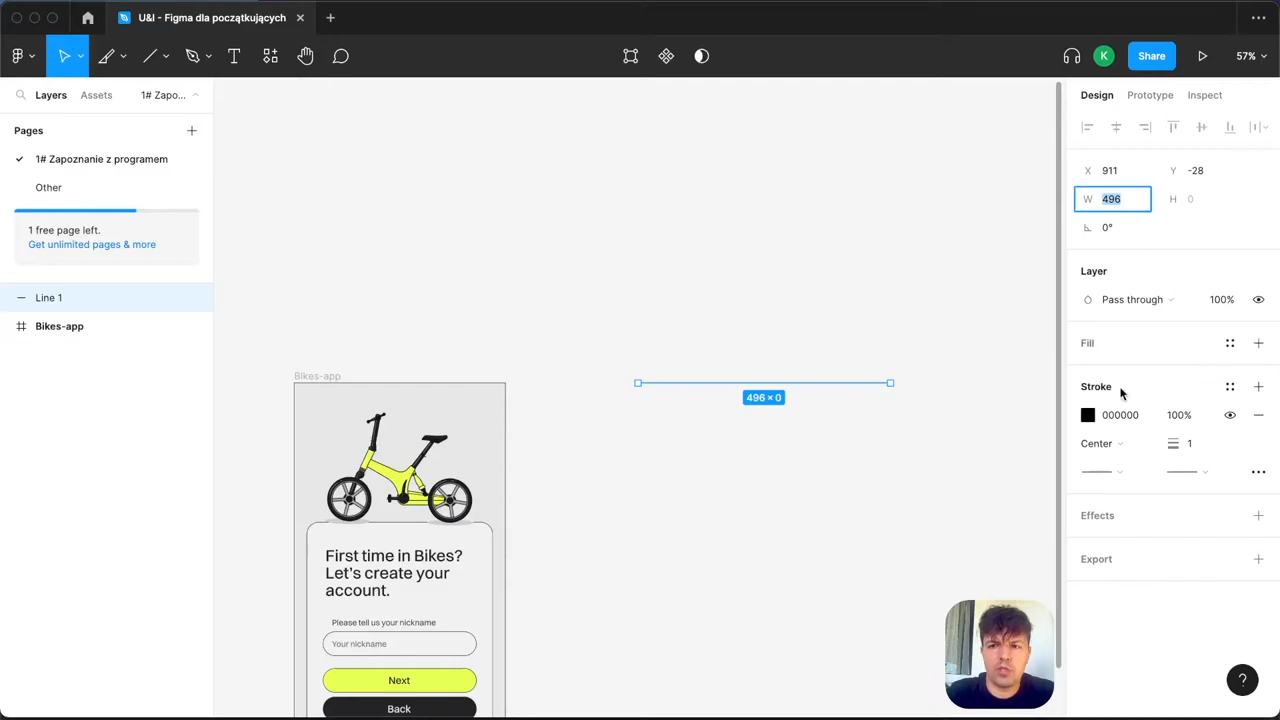 U&I - Figma dla początkujących
K
Share
57%
Layers
Assets
1# Zapo...
Design
Prototype
Inspect
Pages
1# Zapoznanie z programem
Other
1 free page left.
Get unlimited pages & more
Line 1
Bikes-app
X 911
Y -28
W 496
H 0
0°
Layer
Pass through
100%
Fill
Stroke
000000
100%
Center
1
Effects
Export
Bikes-app
496 × 0
First time in Bikes?
Let's create your
account.
Please tell us your nickname
Your nickname
Next
Back
?